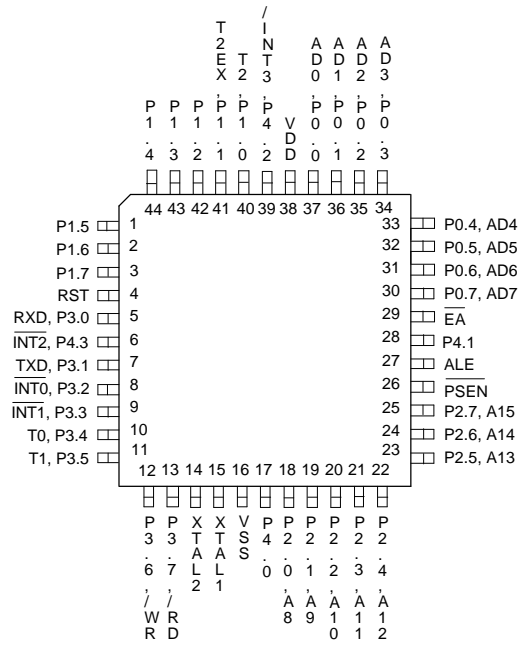 P1.4
P1.3
P1.2
T2EX,P1.1
T2,P1.0
/INT3,P4.2
VDD
AD0,P0.0
AD1,P0.1
AD2,P0.2
AD3,P0.3
44 43 42 41 40 39 38 37 36 35 34
P1.5 1
P1.6 2
P1.7 3
RST 4
RXD, P3.0 5
INT2, P4.3 6
TXD, P3.1 7
INT0, P3.2 8
INT1, P3.3 9
T0, P3.4 10
T1, P3.5 11
33 P0.4, AD4
32 P0.5, AD5
31 P0.6, AD6
30 P0.7, AD7
29 EA
28 P4.1
27 ALE
26 PSEN
25 P2.7, A15
24 P2.6, A14
23 P2.5, A13
12 13 14 15 16 17 18 19 20 21 22
P3.6,/WR
P3.7,/RD
XTAL2
XTAL1
VSS
P4.0
P2.0,A8
P2.1,A9
P2.2,A10
P2.3,A11
P2.4,A12